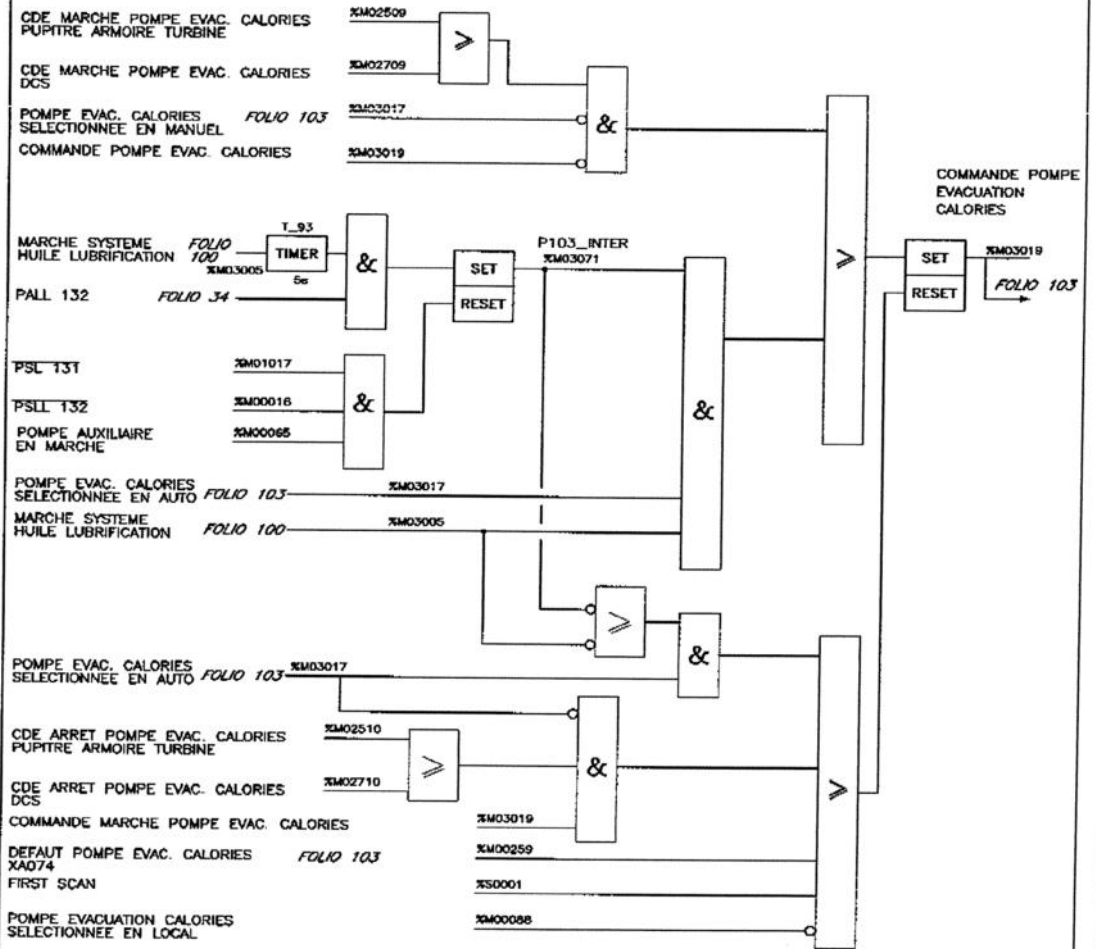 CDE MARCHE POMPE EVAC. CALORIES %M02509
PUPITRE ARMOIRE TURBINE
≥
CDE MARCHE POMPE EVAC. CALORIES %M02709
DCS
POMPE EVAC. CALORIES FOLIO 103 %M03017
SELECTIONNEE EN MANUEL
&
COMMANDE POMPE EVAC. CALORIES %M03019
COMMANDE POMPE
EVACUATION
CALORIES
T_93
MARCHE SYSTEME FOLIO
HUILE LUBRIFICATION 100
TIMER
%M03005
5s
&
P103_INTER
%M03071
SET
RESET
≥
SET %M03019
RESET FOLIO 103
PALL 132 FOLIO 34
PSL 131 %M01017
PSLL 132 %M00016
&
POMPE AUXILIAIRE %M00065
EN MARCHE
&
POMPE EVAC. CALORIES %M03017
SELECTIONNEE EN AUTO FOLIO 103
MARCHE SYSTEME %M03005
HUILE LUBRIFICATION FOLIO 100
≥
&
POMPE EVAC. CALORIES %M03017
SELECTIONNEE EN AUTO FOLIO 103
CDE ARRET POMPE EVAC. CALORIES %M02510
PUPITRE ARMOIRE TURBINE
≥
&
≥
CDE ARRET POMPE EVAC. CALORIES %M02710
DCS
COMMANDE MARCHE POMPE EVAC. CALORIES %M03019
DEFAUT POMPE EVAC. CALORIES FOLIO 103 %M00259
XA074
FIRST SCAN %S0001
POMPE EVACUATION CALORIES %M00088
SELECTIONNEE EN LOCAL